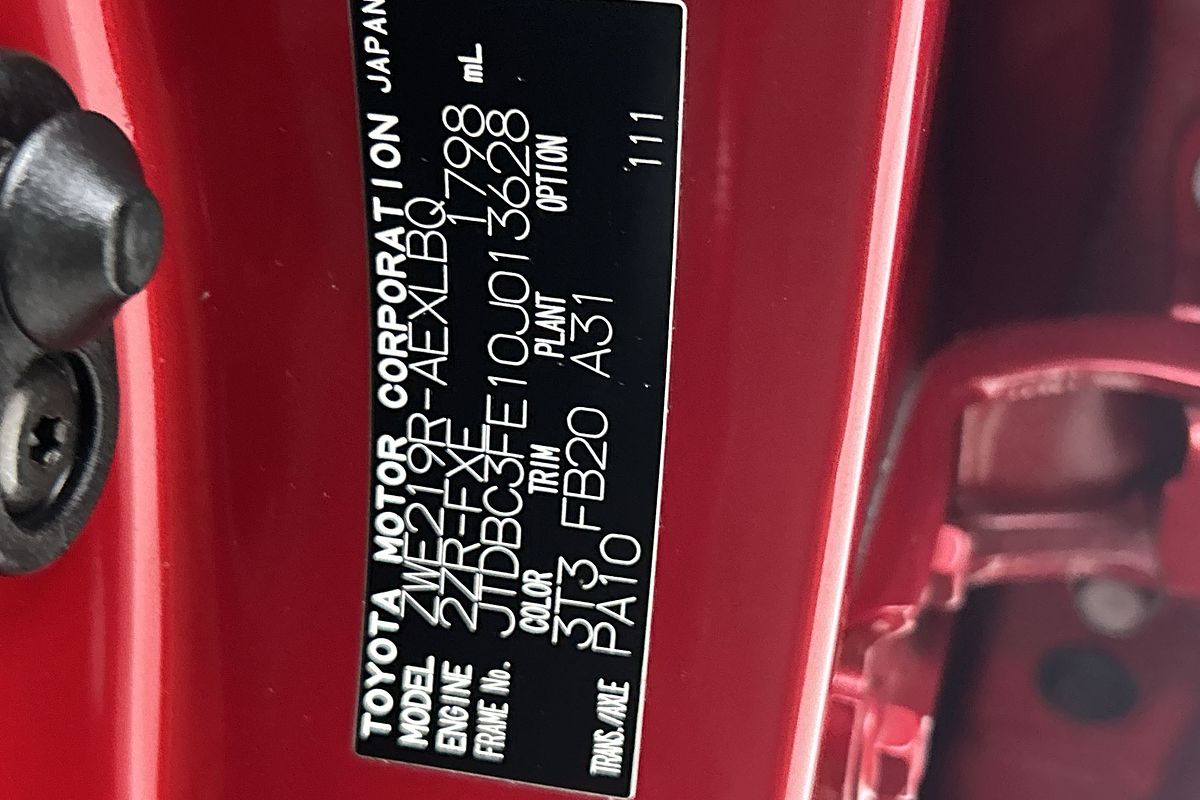 TOYOTA MOTOR CORPORATION JAPAN
MODEL ZWE219R-AEXLBQ
ENGINE 2ZR-FXE 1798 mL
FRAME No. JTDBC3FE10J013628
COLOR TRIM PLANT OPTION
3T3 FB20 A31 111
TRANS./AXLE PA10